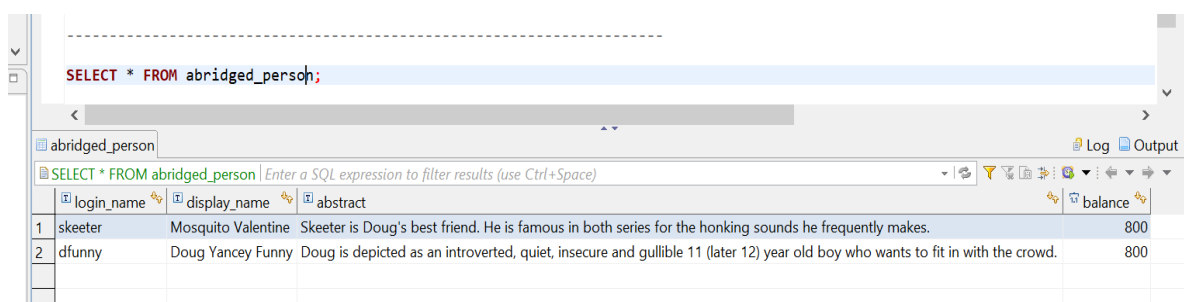 ----------------------------------------------------------------------
SELECT * FROM abridged_person;
abridged_person Log Output
SELECT * FROM abridged_person Enter a SQL expression to filter results (use Ctrl+Space)
login_name display_name abstract balance
1 skeeter Mosquito Valentine Skeeter is Doug's best friend. He is famous in both series for the honking sounds he frequently makes. 800
2 dfunny Doug Yancey Funny Doug is depicted as an introverted, quiet, insecure and gullible 11 (later 12) year old boy who wants to fit in with the crowd. 800